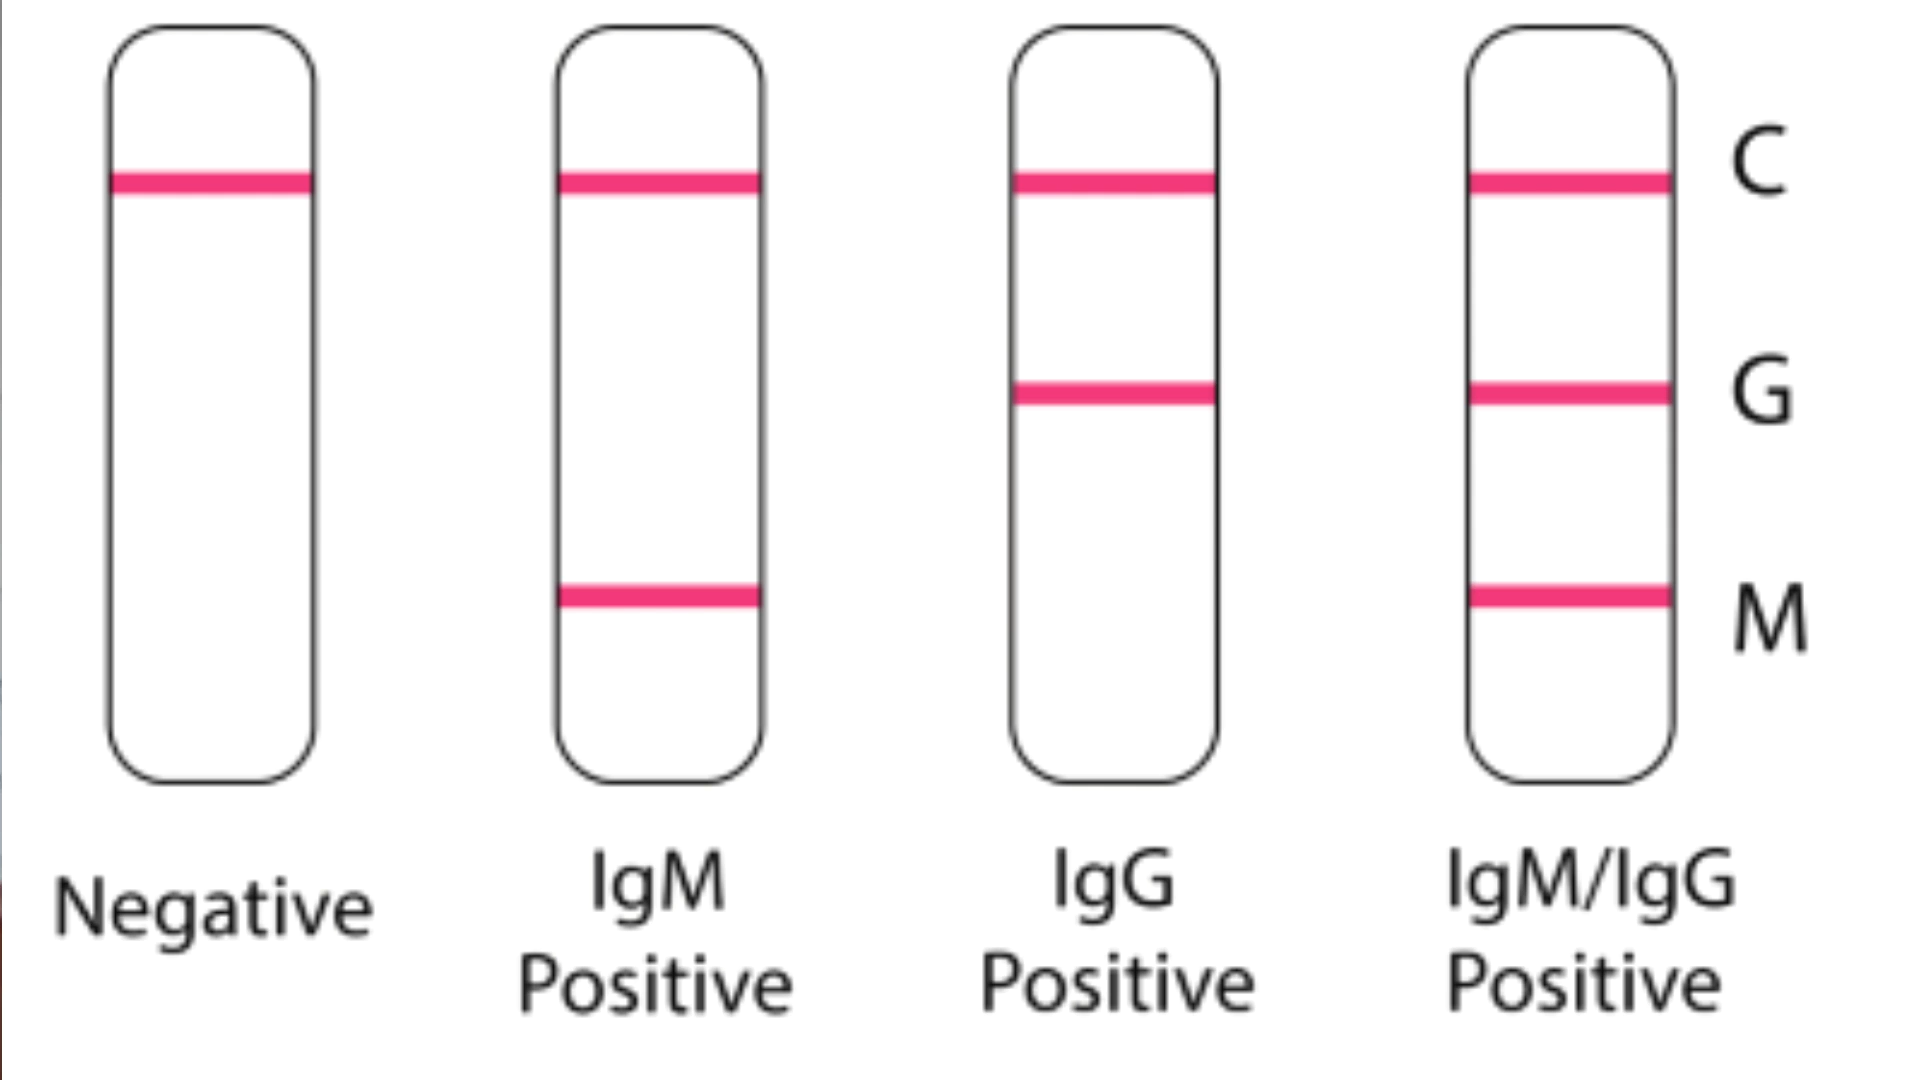 C
G
M
Negative
IgM
Positive
IgG
Positive
IgM/IgG
Positive